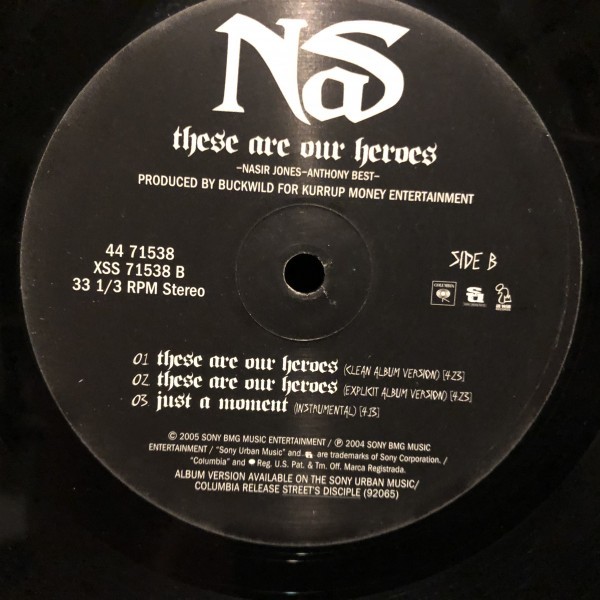 NaS
these are our heroes
-NASIR JONES-ANTHONY BEST-
PRODUCED BY BUCKWILD FOR KURRUP MONEY ENTERTAINMENT
44 71538
XSS 71538 B
33 1/3 RPM Stereo
SIDE B
COLUMBIA
01 these are our heroes (CLEAN ALBUM VERSION) [4:23]
02 these are our heroes (EXPLICIT ALBUM VERSION) [4:23]
03 just a moment (INSTRUMENTAL) [4:13]
© 2005 SONY BMG MUSIC ENTERTAINMENT / ℗ 2004 SONY BMG MUSIC
ENTERTAINMENT / "Sony Urban Music" and are trademarks of Sony Corporation. /
"Columbia" and Reg. U.S. Pat. & Tm. Off. Marca Registrada.
ALBUM VERSION AVAILABLE ON THE SONY URBAN MUSIC/
COLUMBIA RELEASE STREET'S DISCIPLE (92065)